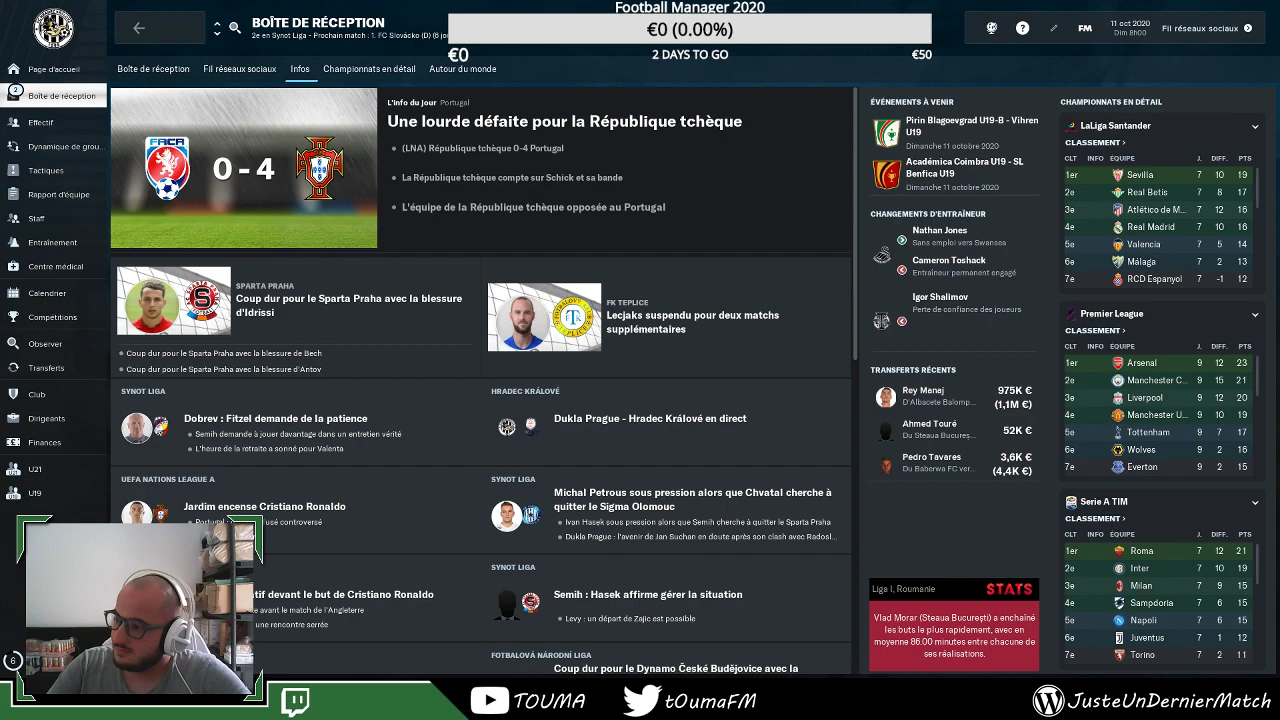 Football Manager 2020
€0 (0.00%)
€0
2 DAYS TO GO
€50
BOÎTE DE RÉCEPTION
2e en Synot Liga - Prochain match : 1. FC Slovácko (D) (6 jo
FM
11 oct 2020
Dim 8h00
Fil réseaux sociaux
Boîte de réception
Fil réseaux sociaux
Infos
Championnats en détail
Autour du monde
Page d'accueil
2
Boîte de réception
Effectif
Dynamique de grou...
Tactiques
Rapport d'équipe
Staff
Entraînement
Centre médical
Calendrier
Compétitions
Observer
Transferts
Club
Dirigeants
Finances
U21
U19
FACR
0 - 4
L'info du jour Portugal
Une lourde défaite pour la République tchèque
(LNA) République tchèque 0-4 Portugal
La République tchèque compte sur Schick et sa bande
L'équipe de la République tchèque opposée au Portugal
SPARTA PRAHA
Coup dur pour le Sparta Praha avec la blessure
d'Idrissi
Coup dur pour le Sparta Praha avec la blessure de Bech
Coup dur pour le Sparta Praha avec la blessure d'Antov
FK TEPLICE
Lecjaks suspendu pour deux matchs
supplémentaires
SYNOT LIGA
Dobrev : Fitzel demande de la patience
Semih demande à jouer davantage dans un entretien vérité
L'heure de la retraite a sonné pour Valenta
HRADEC KRÁLOVÉ
Dukla Prague - Hradec Králové en direct
UEFA NATIONS LEAGUE A
Jardim encense Cristiano Ronaldo
usé controversé
SYNOT LIGA
Michal Petrous sous pression alors que Chvatal cherche à
quitter le Sigma Olomouc
Ivan Hasek sous pression alors que Semih cherche à quitter le Sparta Praha
Dukla Prague : l'avenir de Jan Suchan en doute après son clash avec Radosl...
tif devant le but de Cristiano Ronaldo
te avant le match de l'Angleterre
une rencontre serrée
SYNOT LIGA
Semih : Hasek affirme gérer la situation
Levy : un départ de Zajic est possible
FOTBALOVÁ NÁRODNÍ LIGA
Coup dur pour le Dynamo České Budějovice avec la
ÉVÉNEMENTS À VENIR
Pirin Blagoevgrad U19-B - Vihren
U19
Dimanche 11 octobre 2020
Académica Coimbra U19 - SL
Benfica U19
Dimanche 11 octobre 2020
CHANGEMENTS D'ENTRAÎNEUR
Nathan Jones
Sans emploi vers Swansea
Cameron Toshack
Entraîneur permanent engagé
Igor Shalimov
Perte de confiance des joueurs
TRANSFERTS RÉCENTS
Rey Manaj 975K €
D'Albacete Balomp... (1,1M €)
Ahmed Touré 52K €
Du Steaua Bucureș...
Pedro Tavares 3,6K €
Du Baberwa FC ver... (4,4K €)
Liga I, Roumanie STATS
Vlad Morar (Steaua București) a enchaîné
les buts le plus rapidement, avec en
moyenne 86.00 minutes entre chacune de
ses réalisations.
CHAMPIONNATS EN DÉTAIL
LaLiga Santander
CLASSEMENT >
CLT INFO ÉQUIPE J. DIFF. PTS
1er Sevilla 7 10 19
2e Real Betis 7 8 17
3e Atlético de M... 7 12 16
4e Real Madrid 7 10 16
5e Valencia 7 5 14
6e Málaga 7 2 13
7e RCD Espanyol 7 -1 12
Premier League
CLASSEMENT >
CLT INFO ÉQUIPE J. DIFF. PTS
1er Arsenal 9 12 23
2e Manchester C... 9 15 21
3e Liverpool 9 12 20
4e Manchester U... 9 10 19
5e Tottenham 9 7 17
6e Wolves 9 2 16
7e Everton 9 2 15
Serie A TIM
CLASSEMENT >
CLT INFO ÉQUIPE J. DIFF. PTS
1er Roma 7 12 21
2e Inter 7 10 19
3e Milan 7 9 15
4e Sampdoria 7 6 15
5e Napoli 7 6 15
6e Juventus 7 1 12
7e Torino 7 2 11
6
TOUMA
tOumaFM
JusteUnDernierMatch